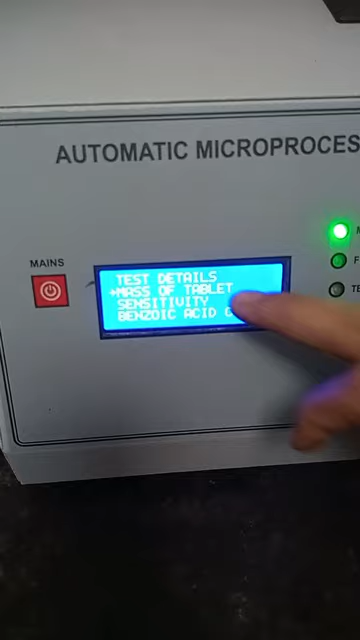 AUTOMATIC MICROPROCES
MAINS
TEST DETAILS
→MASS OF TABLET
SENSITIVITY
BENZOIC ACID